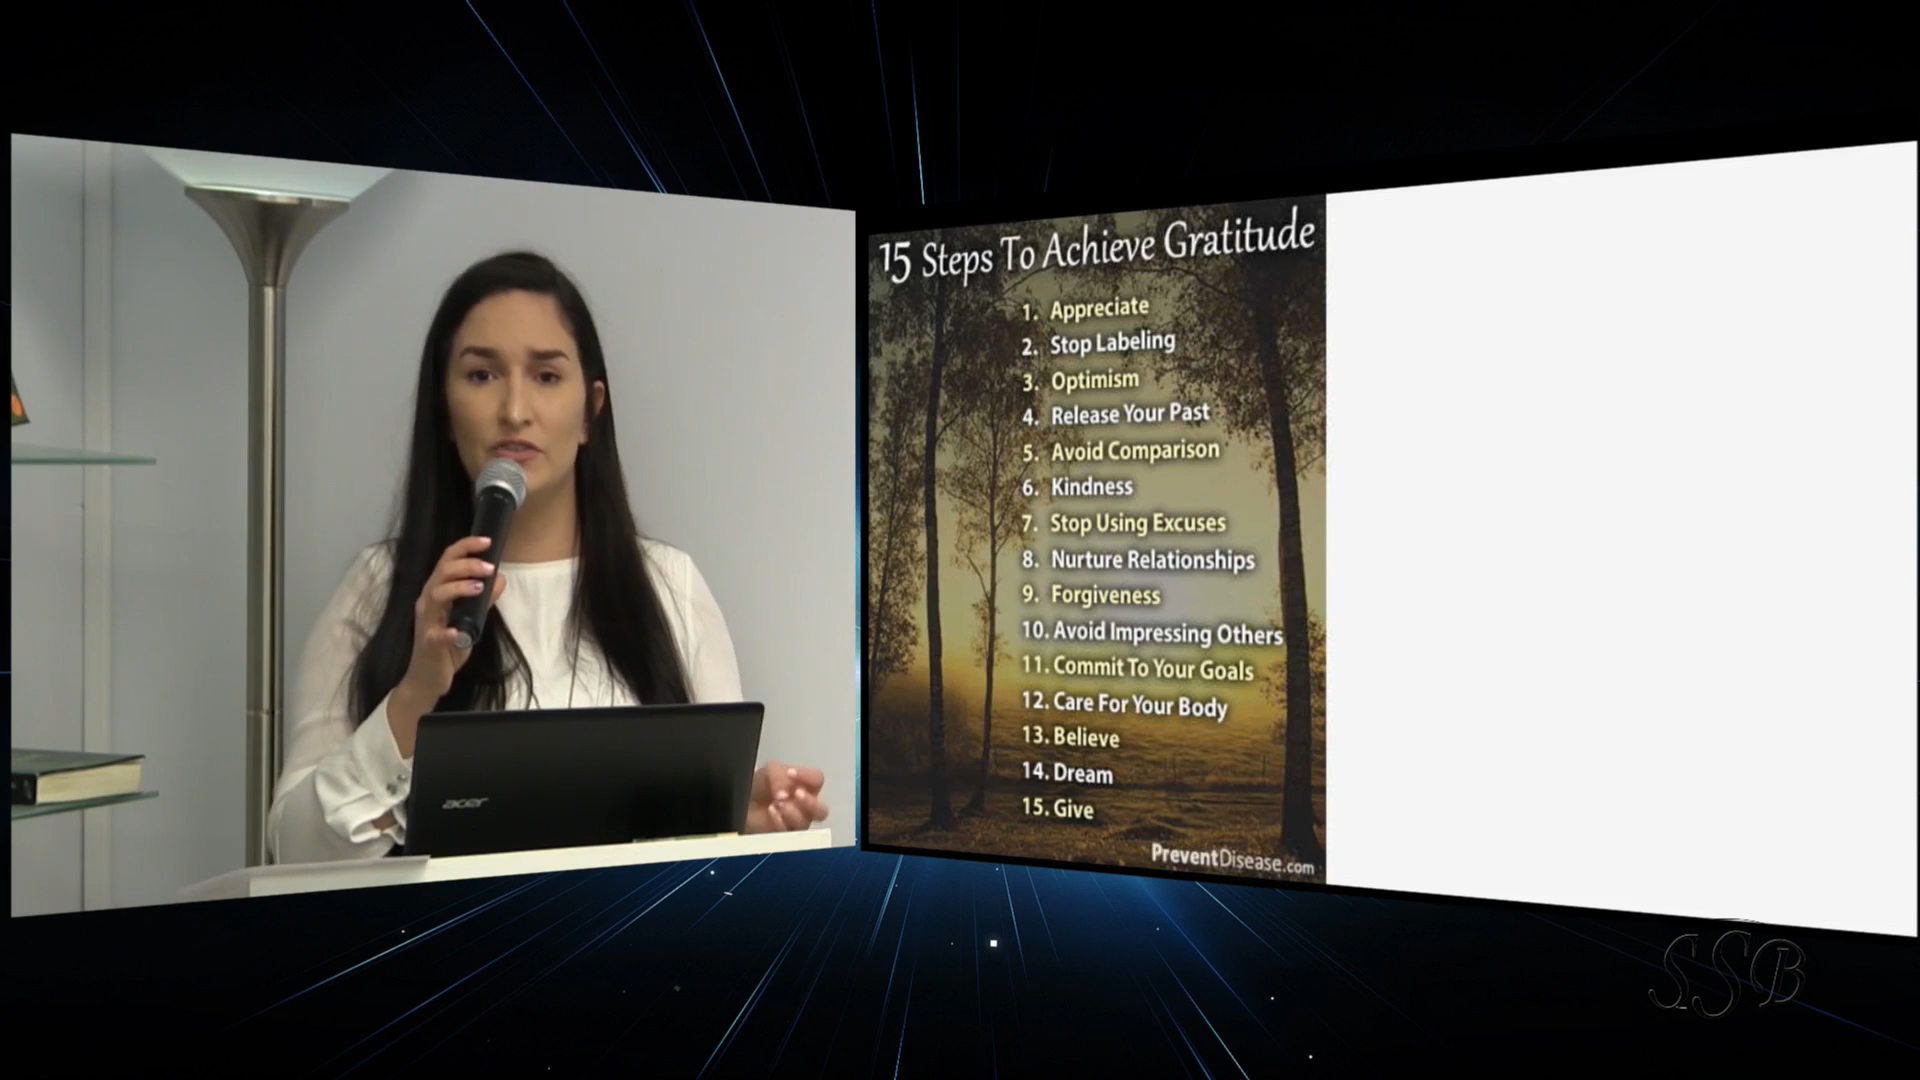 acer
15 Steps To Achieve Gratitude
1. Appreciate
2. Stop Labeling
3. Optimism
4. Release Your Past
5. Avoid Comparison
6. Kindness
7. Stop Using Excuses
8. Nurture Relationships
9. Forgiveness
10. Avoid Impressing Others
11. Commit To Your Goals
12. Care For Your Body
13. Believe
14. Dream
15. Give
PreventDisease.com
SSB